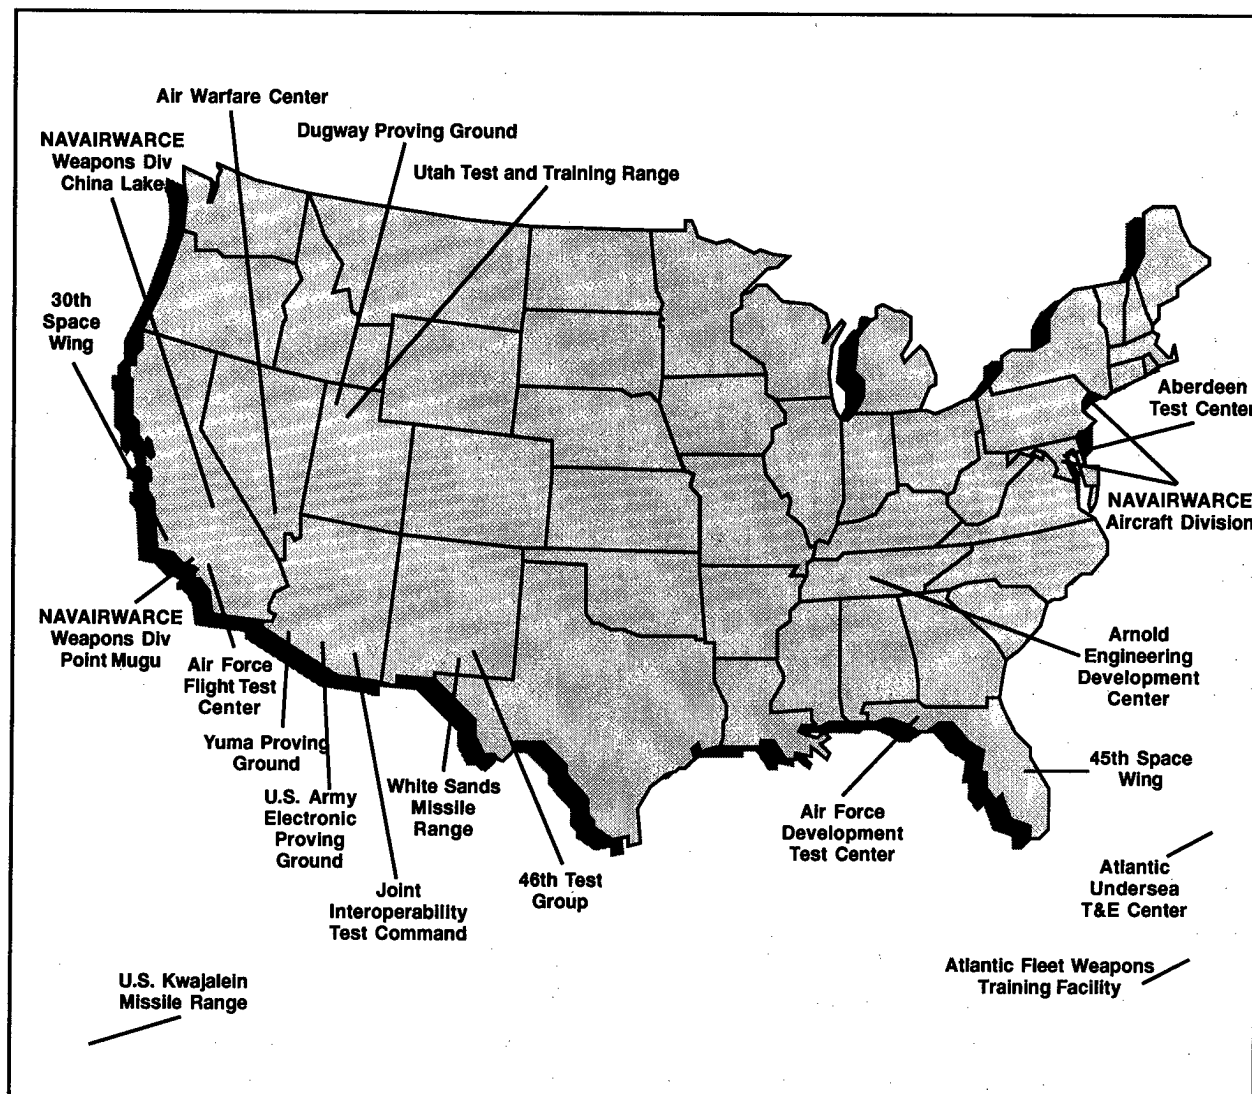 Air Warfare Center
Dugway Proving Ground
NAVAIRWARCE
Weapons Div
China Lake
Utah Test and Training Range
30th
Space
Wing
Aberdeen
Test Center
NAVAIRWARCE
Aircraft Division
NAVAIRWARCE
Weapons Div
Point Mugu
Air Force
Flight Test
Center
Yuma Proving
Ground
U.S. Army
Electronic
Proving
Ground
White Sands
Missile
Range
Joint
Interoperability
Test Command
46th Test
Group
Air Force
Development
Test Center
Arnold
Engineering
Development
Center
45th Space
Wing
Atlantic
Undersea
T&E Center
Atlantic Fleet Weapons
Training Facility
U.S. Kwajalein
Missile Range